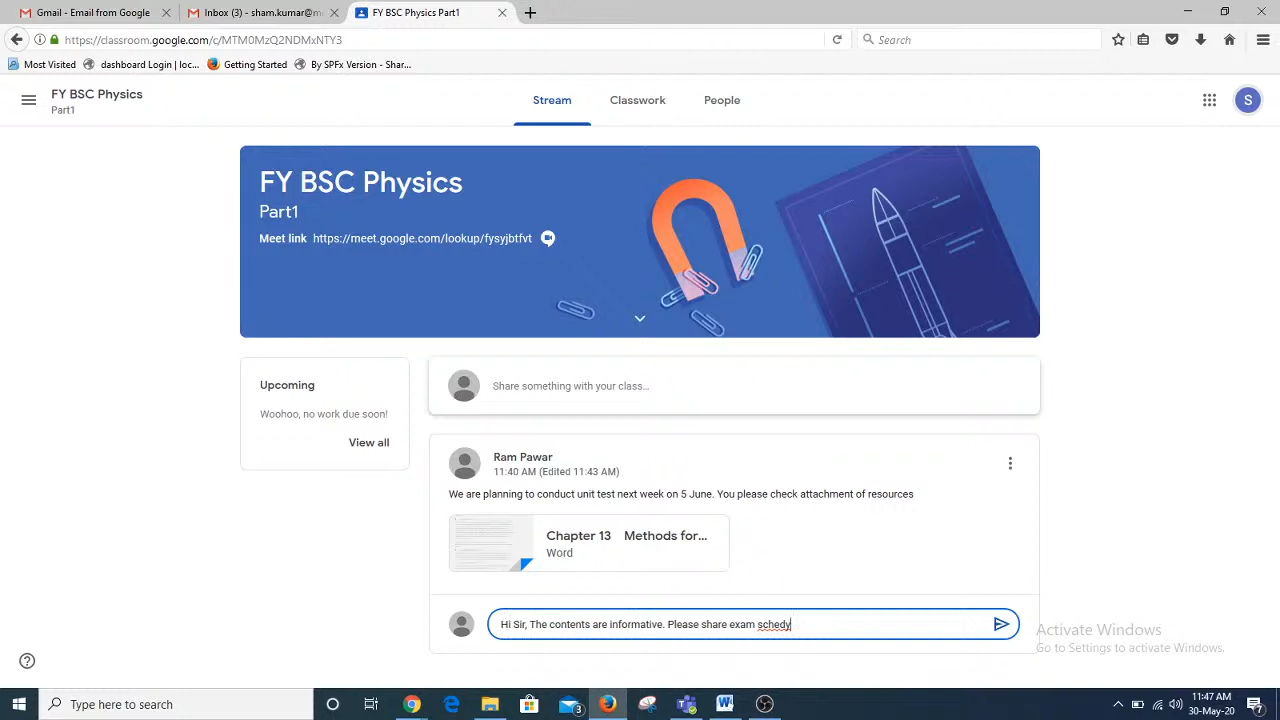 Gmail - Email from Google
Inbox (3) - sham.kumar@m
FY BSC Physics Part1
https://classroom.google.com/c/MTM0MzQ2NDMxNTY3
Search
Most Visited
dashboard Login | loc...
Getting Started
By SPFx Version - Shar...
FY BSC Physics
Part1
Stream
Classwork
People
S
FY BSC Physics
Part1
Meet link https://meet.google.com/lookup/fysyjbtfvt
Upcoming
Woohoo, no work due soon!
View all
Share something with your class...
Ram Pawar
11:40 AM (Edited 11:43 AM)
We are planning to conduct unit test next week on 5 June. You please check attachment of resources
Chapter 13 Methods for...
Word
Hi Sir, The contents are informative. Please share exam schedy
Activate Windows
Go to Settings to activate Windows.
Type here to search
3
11:47 AM
30-May-20
7